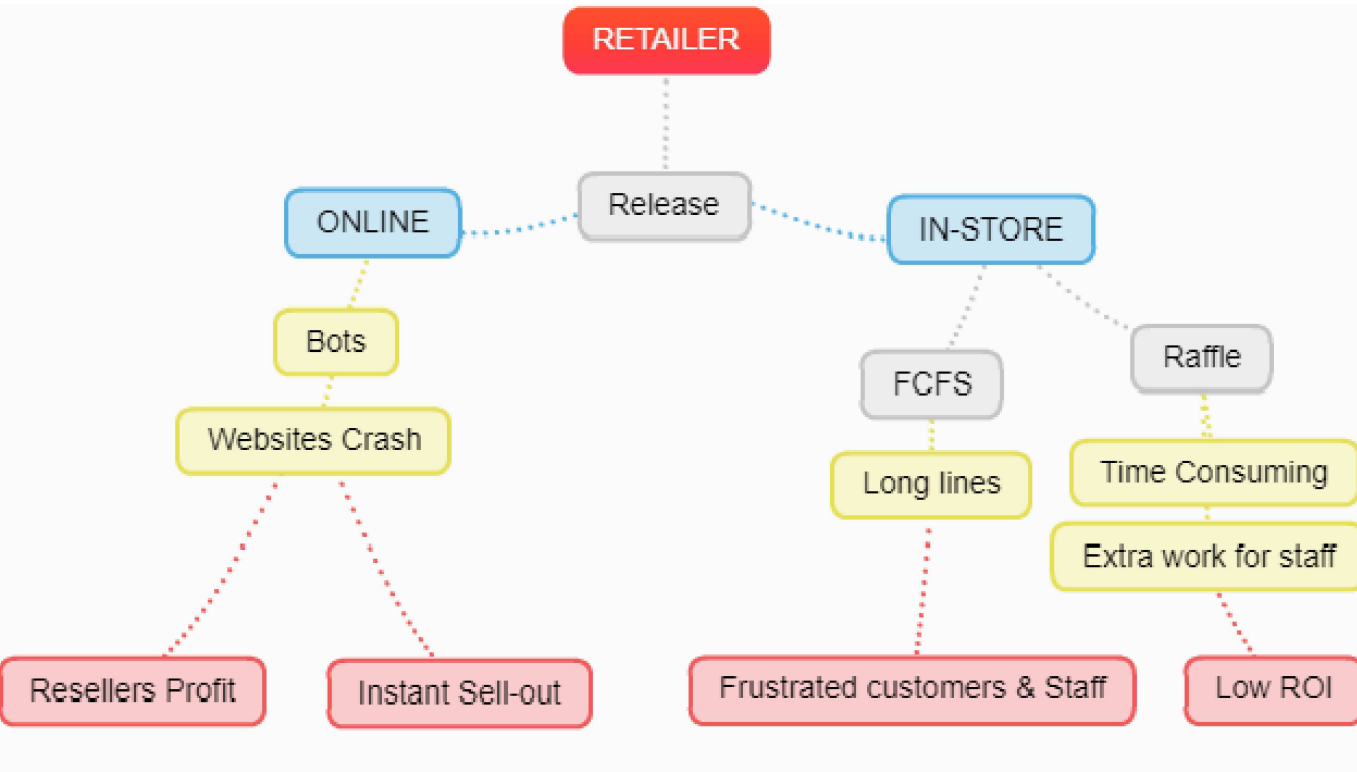 RETAILER
Release
ONLINE
IN-STORE
Bots
Raffle
FCFS
Websites Crash
Time Consuming
Long lines
Extra work for staff
Resellers Profit
Instant Sell-out
Frustrated customers & Staff
Low ROI